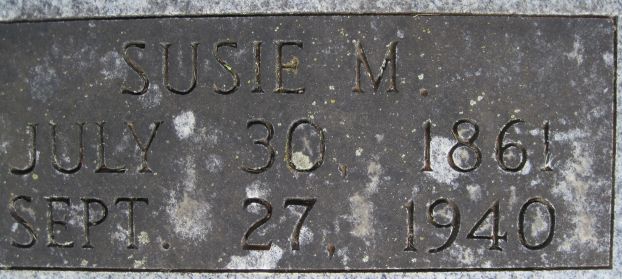 SUSIE M.
JULY 30, 1861
SEPT. 27, 1940